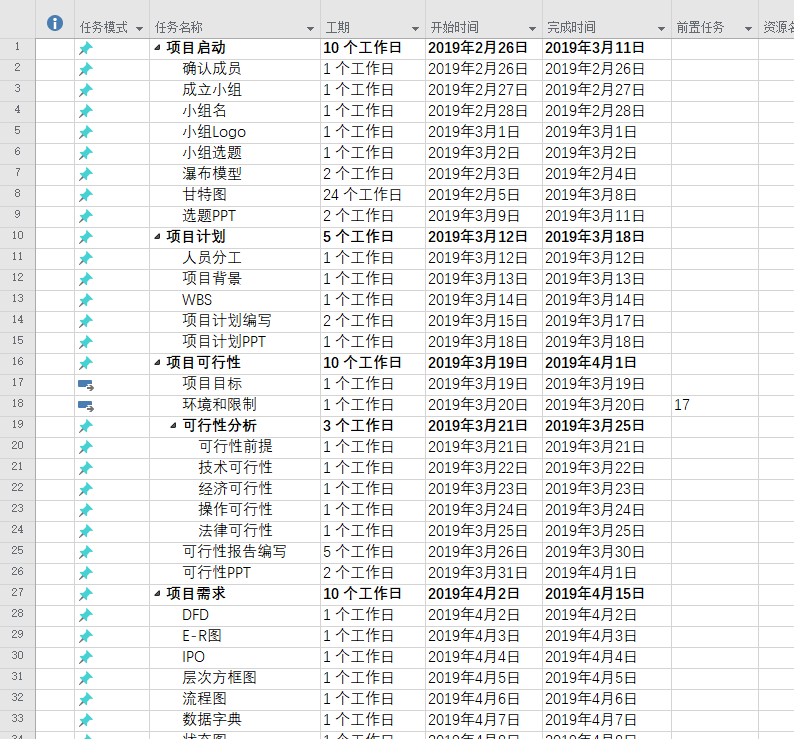 任务模式 任务名称 工期 开始时间 完成时间 前置任务 资源名
1 项目启动 10 个工作日 2019年2月26日 2019年3月11日
2 确认成员 1 个工作日 2019年2月26日 2019年2月26日
3 成立小组 1 个工作日 2019年2月27日 2019年2月27日
4 小组名 1 个工作日 2019年2月28日 2019年2月28日
5 小组Logo 1 个工作日 2019年3月1日 2019年3月1日
6 小组选题 1 个工作日 2019年3月2日 2019年3月2日
7 瀑布模型 2 个工作日 2019年2月3日 2019年2月4日
8 甘特图 24 个工作日 2019年2月5日 2019年3月8日
9 选题PPT 2 个工作日 2019年3月9日 2019年3月11日
10 项目计划 5 个工作日 2019年3月12日 2019年3月18日
11 人员分工 1 个工作日 2019年3月12日 2019年3月12日
12 项目背景 1 个工作日 2019年3月13日 2019年3月13日
13 WBS 1 个工作日 2019年3月14日 2019年3月14日
14 项目计划编写 2 个工作日 2019年3月15日 2019年3月17日
15 项目计划PPT 1 个工作日 2019年3月18日 2019年3月18日
16 项目可行性 10 个工作日 2019年3月19日 2019年4月1日
17 项目目标 1 个工作日 2019年3月19日 2019年3月19日
18 环境和限制 1 个工作日 2019年3月20日 2019年3月20日 17
19 可行性分析 3 个工作日 2019年3月21日 2019年3月25日
20 可行性前提 1 个工作日 2019年3月21日 2019年3月21日
21 技术可行性 1 个工作日 2019年3月22日 2019年3月22日
22 经济可行性 1 个工作日 2019年3月23日 2019年3月23日
23 操作可行性 1 个工作日 2019年3月24日 2019年3月24日
24 法律可行性 1 个工作日 2019年3月25日 2019年3月25日
25 可行性报告编写 5 个工作日 2019年3月26日 2019年3月30日
26 可行性PPT 2 个工作日 2019年3月31日 2019年4月1日
27 项目需求 10 个工作日 2019年4月2日 2019年4月15日
28 DFD 1 个工作日 2019年4月2日 2019年4月2日
29 E-R图 1 个工作日 2019年4月3日 2019年4月3日
30 IPO 1 个工作日 2019年4月4日 2019年4月4日
31 层次方框图 1 个工作日 2019年4月5日 2019年4月5日
32 流程图 1 个工作日 2019年4月6日 2019年4月6日
33 数据字典 1 个工作日 2019年4月7日 2019年4月7日